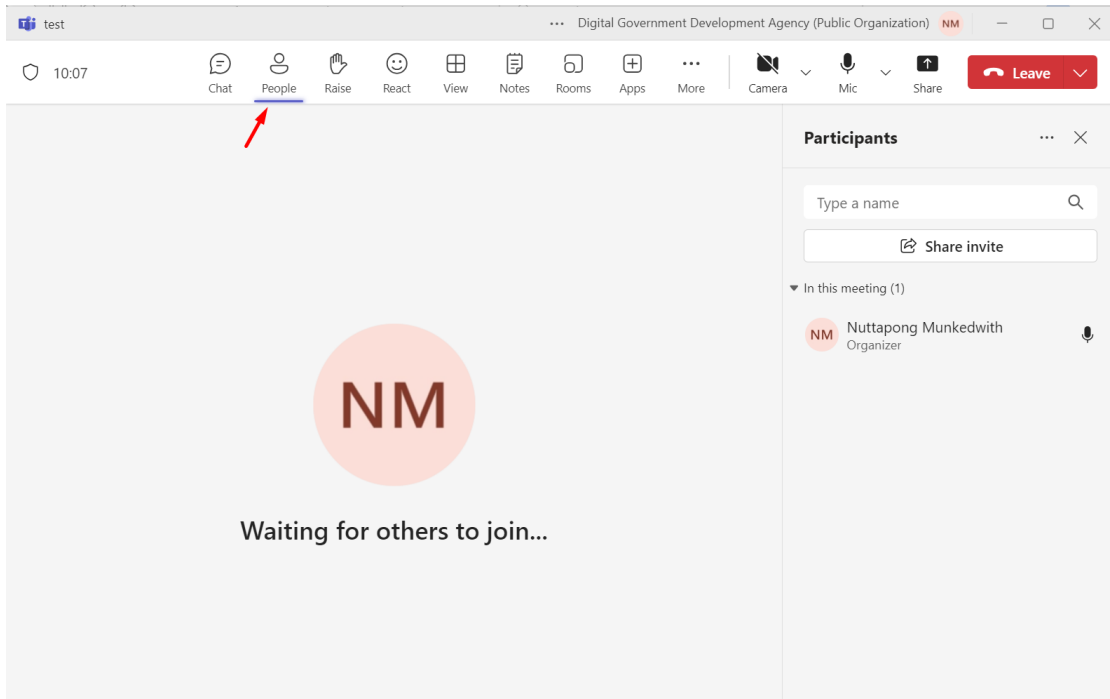 test
Digital Government Development Agency (Public Organization) NM
10:07
Chat People Raise React View Notes Rooms Apps More Camera Mic Share Leave
Participants
Type a name
Share invite
In this meeting (1)
NM Nuttapong Munkedwith
Organizer
NM
Waiting for others to join...